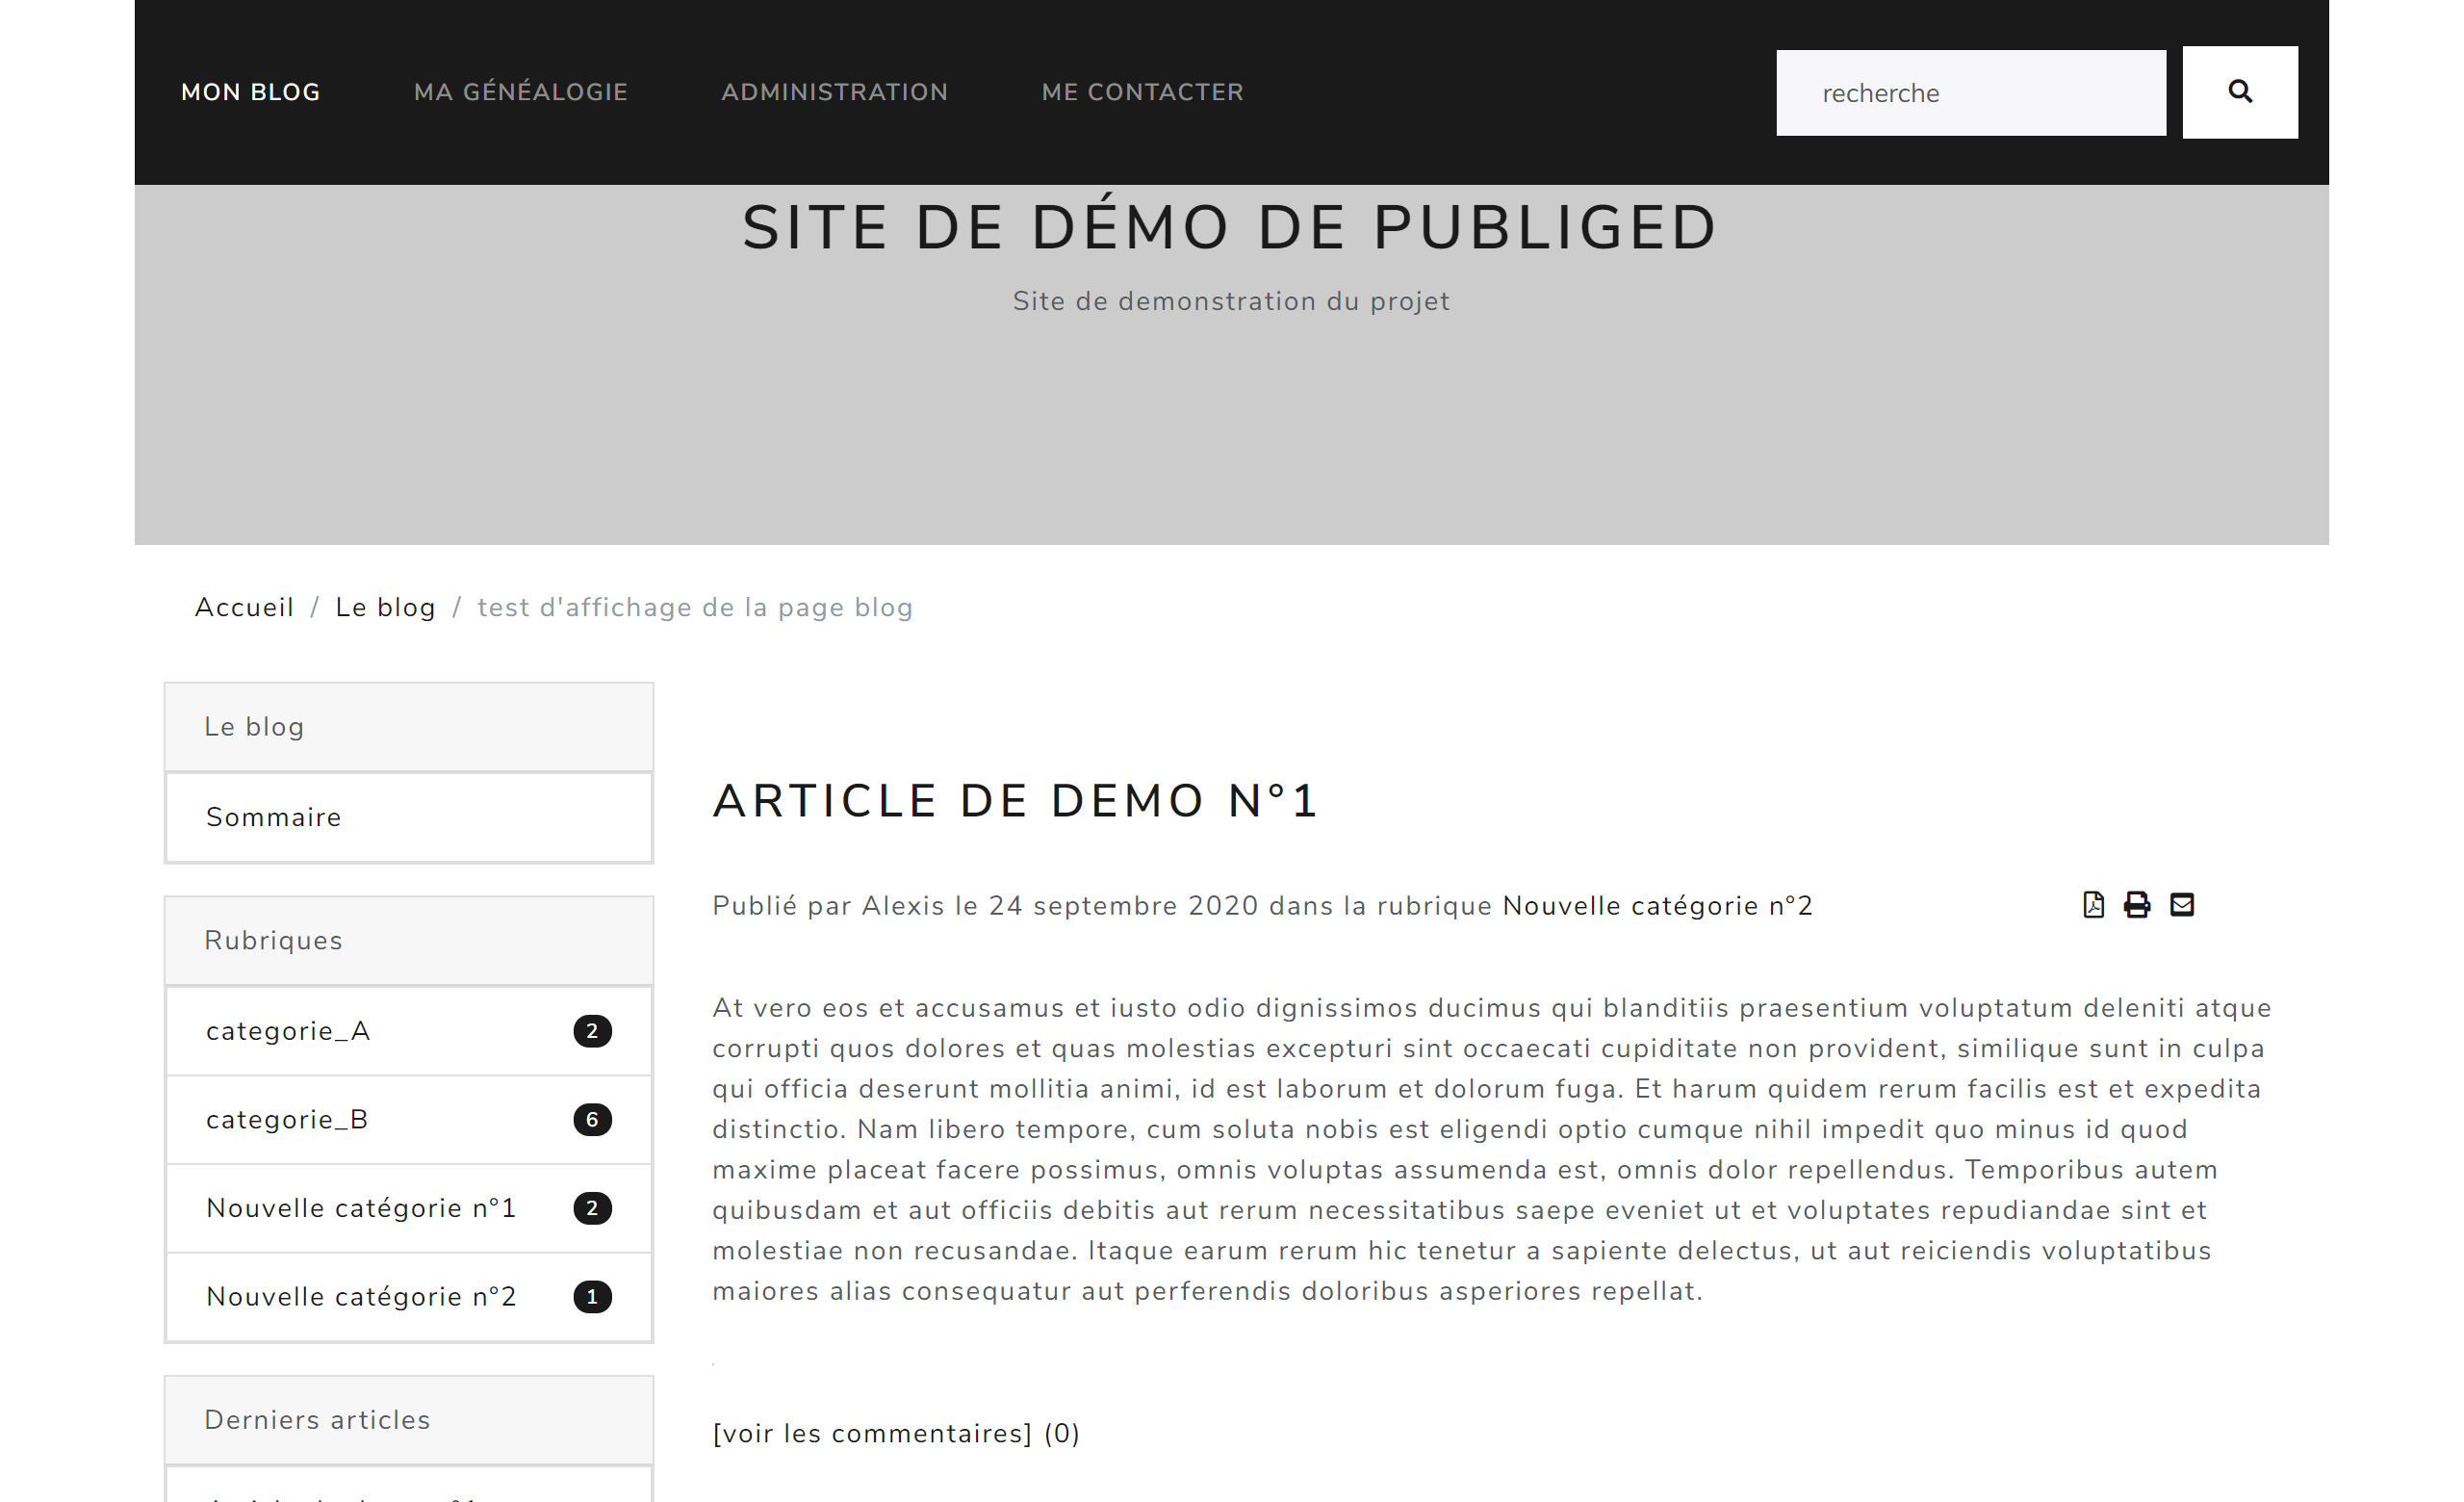 MON BLOG MA GÉNÉALOGIE ADMINISTRATION ME CONTACTER recherche
SITE DE DÉMO DE PUBLIGED
Site de demonstration du projet
Accueil / Le blog / test d'affichage de la page blog
Le blog
Sommaire
Rubriques
categorie_A 2
categorie_B 6
Nouvelle catégorie n°1 2
Nouvelle catégorie n°2 1
Derniers articles
ARTICLE DE DEMO N°1
Publié par Alexis le 24 septembre 2020 dans la rubrique Nouvelle catégorie n°2
At vero eos et accusamus et iusto odio dignissimos ducimus qui blanditiis praesentium voluptatum deleniti atque
corrupti quos dolores et quas molestias excepturi sint occaecati cupiditate non provident, similique sunt in culpa
qui officia deserunt mollitia animi, id est laborum et dolorum fuga. Et harum quidem rerum facilis est et expedita
distinctio. Nam libero tempore, cum soluta nobis est eligendi optio cumque nihil impedit quo minus id quod
maxime placeat facere possimus, omnis voluptas assumenda est, omnis dolor repellendus. Temporibus autem
quibusdam et aut officiis debitis aut rerum necessitatibus saepe eveniet ut et voluptates repudiandae sint et
molestiae non recusandae. Itaque earum rerum hic tenetur a sapiente delectus, ut aut reiciendis voluptatibus
maiores alias consequatur aut perferendis doloribus asperiores repellat.
[voir les commentaires] (0)